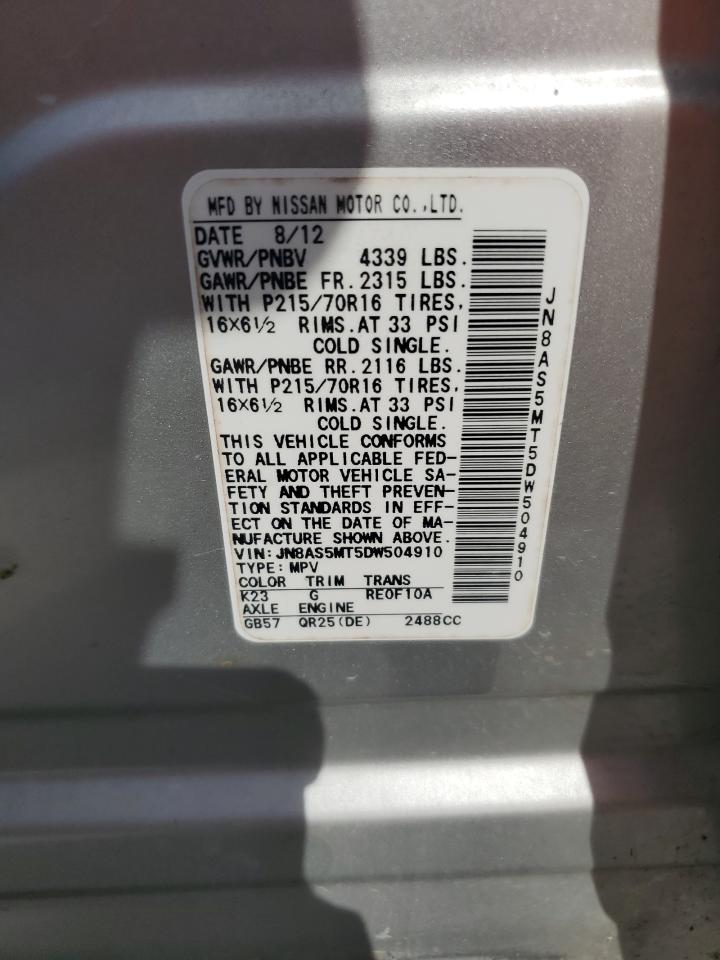 MFD BY NISSAN MOTOR CO.,LTD.
DATE 8/12
GVWR/PNBV 4339 LBS.
GAWR/PNBE FR.2315 LBS.
WITH P215/70R16 TIRES,
16×6½ RIMS.AT 33 PSI
COLD SINGLE.
GAWR/PNBE RR.2116 LBS.
WITH P215/70R16 TIRES,
16×6½ RIMS.AT 33 PSI
COLD SINGLE.
THIS VEHICLE CONFORMS
TO ALL APPLICABLE FED-
ERAL MOTOR VEHICLE SA-
FETY AND THEFT PREVEN-
TION STANDARDS IN EFF-
ECT ON THE DATE OF MA-
NUFACTURE SHOWN ABOVE.
VIN: JN8AS5MT5DW504910
TYPE: MPV
COLOR TRIM TRANS
K23 G RE0F10A
AXLE ENGINE
GB57 QR25(DE) 2488CC
JN8AS5MT5DW504910